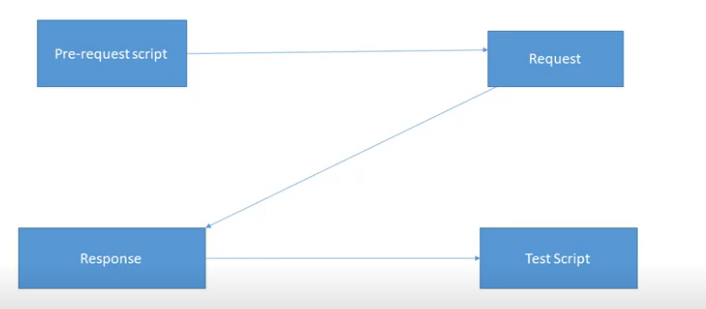 Pre-request script
Request
Response
Test Script